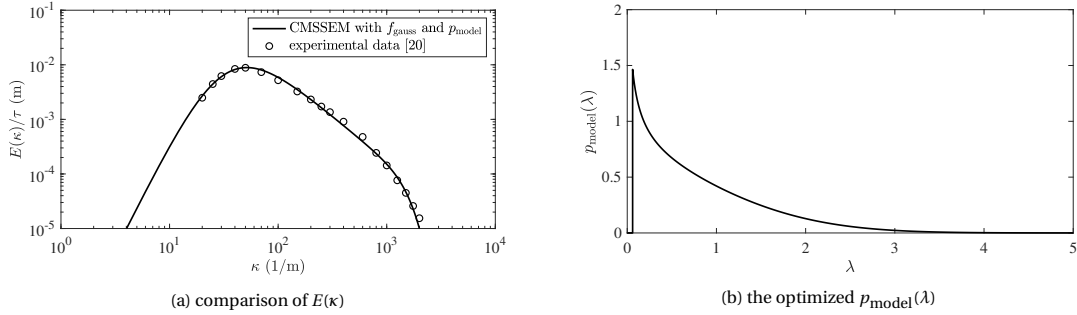 CMSSEM with f_gauss and p_model
experimental data [20]
E(κ)/τ (m)
10^-1
10^-2
10^-3
10^-4
10^-5
10^0
10^1
10^2
10^3
10^4
κ (1/m)
(a) comparison of E(κ)
p_model(λ)
2
1.5
1
0.5
0
0
1
2
3
4
5
λ
(b) the optimized p_model(λ)